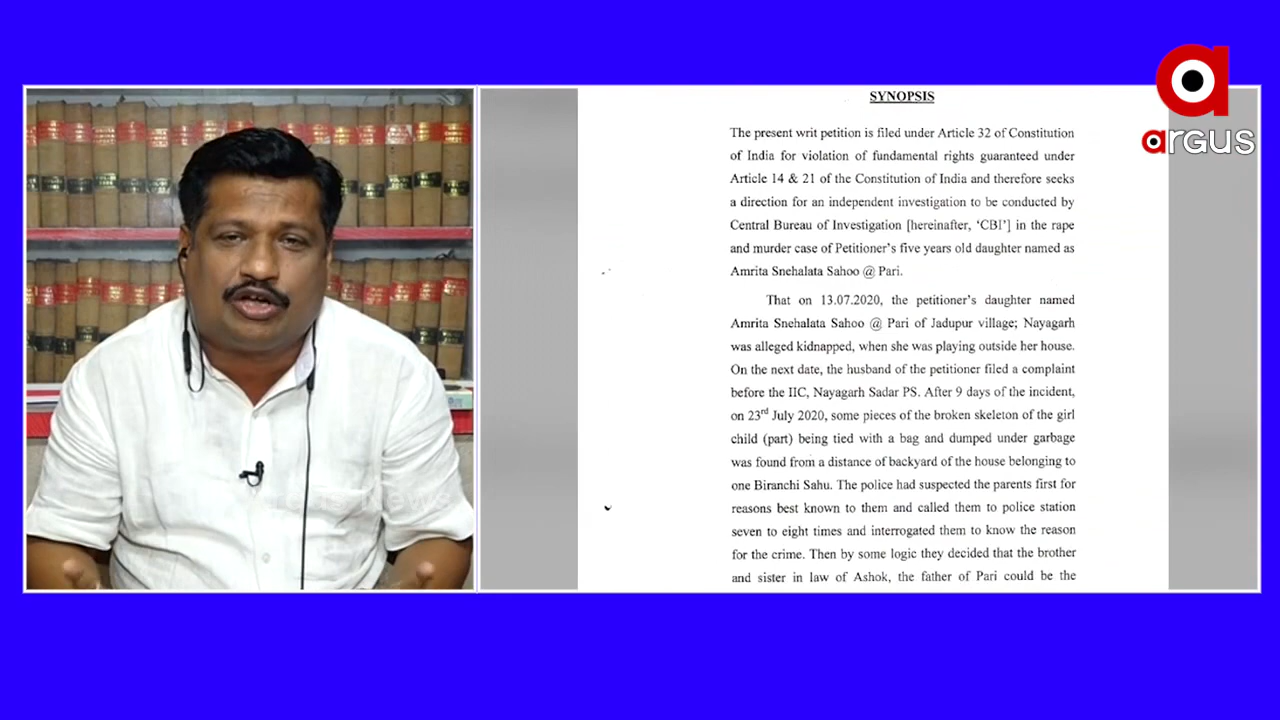 argus
SYNOPSIS
The present writ petition is filed under Article 32 of Constitution
of India for violation of fundamental rights guaranteed under
Article 14 & 21 of the Constitution of India and therefore seeks
a direction for an independent investigation to be conducted by
Central Bureau of Investigation [hereinafter, ‘CBI’] in the rape
and murder case of Petitioner’s five years old daughter named as
Amrita Snehalata Sahoo @ Pari.
That on 13.07.2020, the petitioner’s daughter named
Amrita Snehalata Sahoo @ Pari of Jadupur village; Nayagarh
was alleged kidnapped, when she was playing outside her house.
On the next date, the husband of the petitioner filed a complaint
before the IIC, Nayagarh Sadar PS. After 9 days of the incident,
on 23rd July 2020, some pieces of the broken skeleton of the girl
child (part) being tied with a bag and dumped under garbage
was found from a distance of backyard of the house belonging to
one Biranchi Sahu. The police had suspected the parents first for
reasons best known to them and called them to police station
seven to eight times and interrogated them to know the reason
for the crime. Then by some logic they decided that the brother
and sister in law of Ashok, the father of Pari could be the